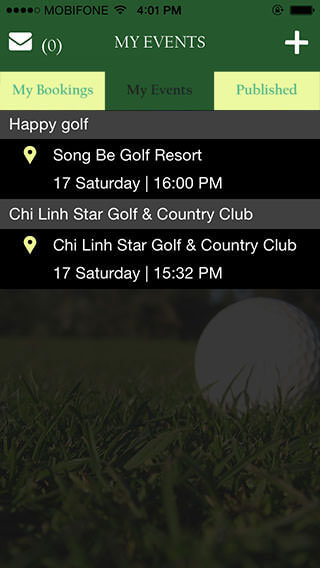 MOBIFONE 4:01 PM
(0) MY EVENTS
My Bookings My Events Published
Happy golf
Song Be Golf Resort
17 Saturday | 16:00 PM
Chi Linh Star Golf & Country Club
Chi Linh Star Golf & Country Club
17 Saturday | 15:32 PM